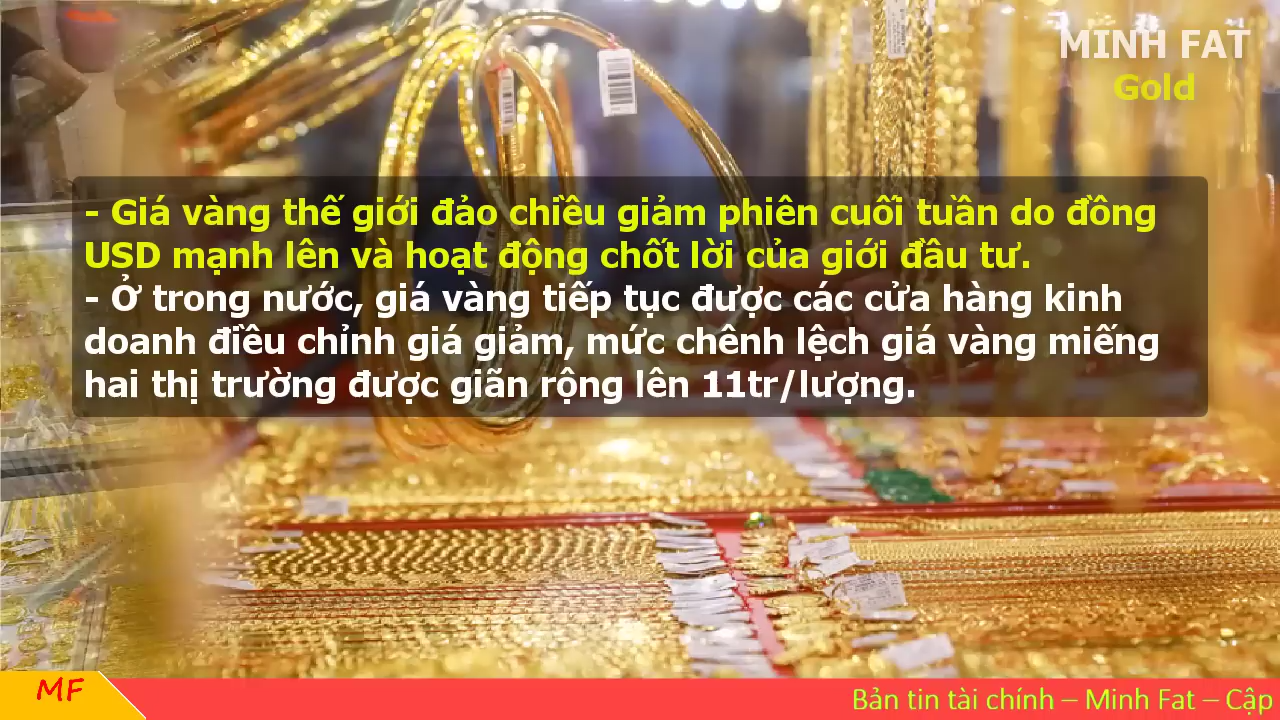 MINH FAT
Gold
- Giá vàng thế giới đảo chiều giảm phiên cuối tuần do đồng
USD mạnh lên và hoạt động chốt lời của giới đầu tư.
- Ở trong nước, giá vàng tiếp tục được các cửa hàng kinh
doanh điều chỉnh giá giảm, mức chênh lệch giá vàng miếng
hai thị trường được giãn rộng lên 11tr/lượng.
MF
Bản tin tài chính – Minh Fat – Cập